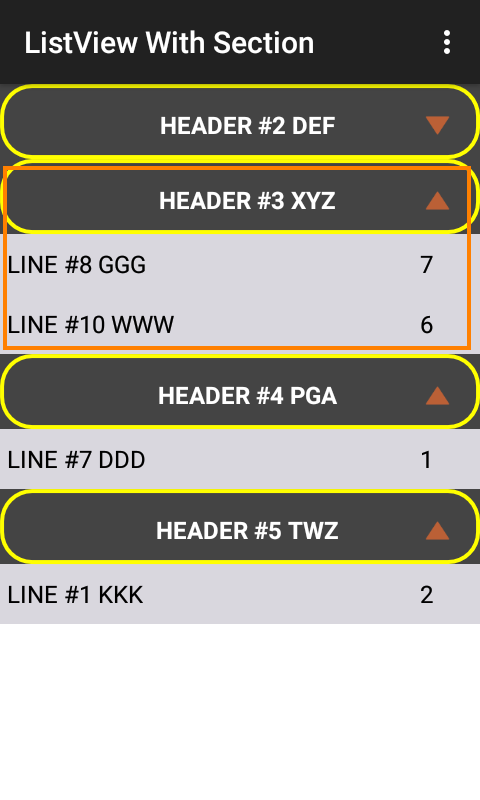 ListView With Section
HEADER #2 DEF
HEADER #3 XYZ
LINE #8 GGG 7
LINE #10 WWW 6
HEADER #4 PGA
LINE #7 DDD 1
HEADER #5 TWZ
LINE #1 KKK 2